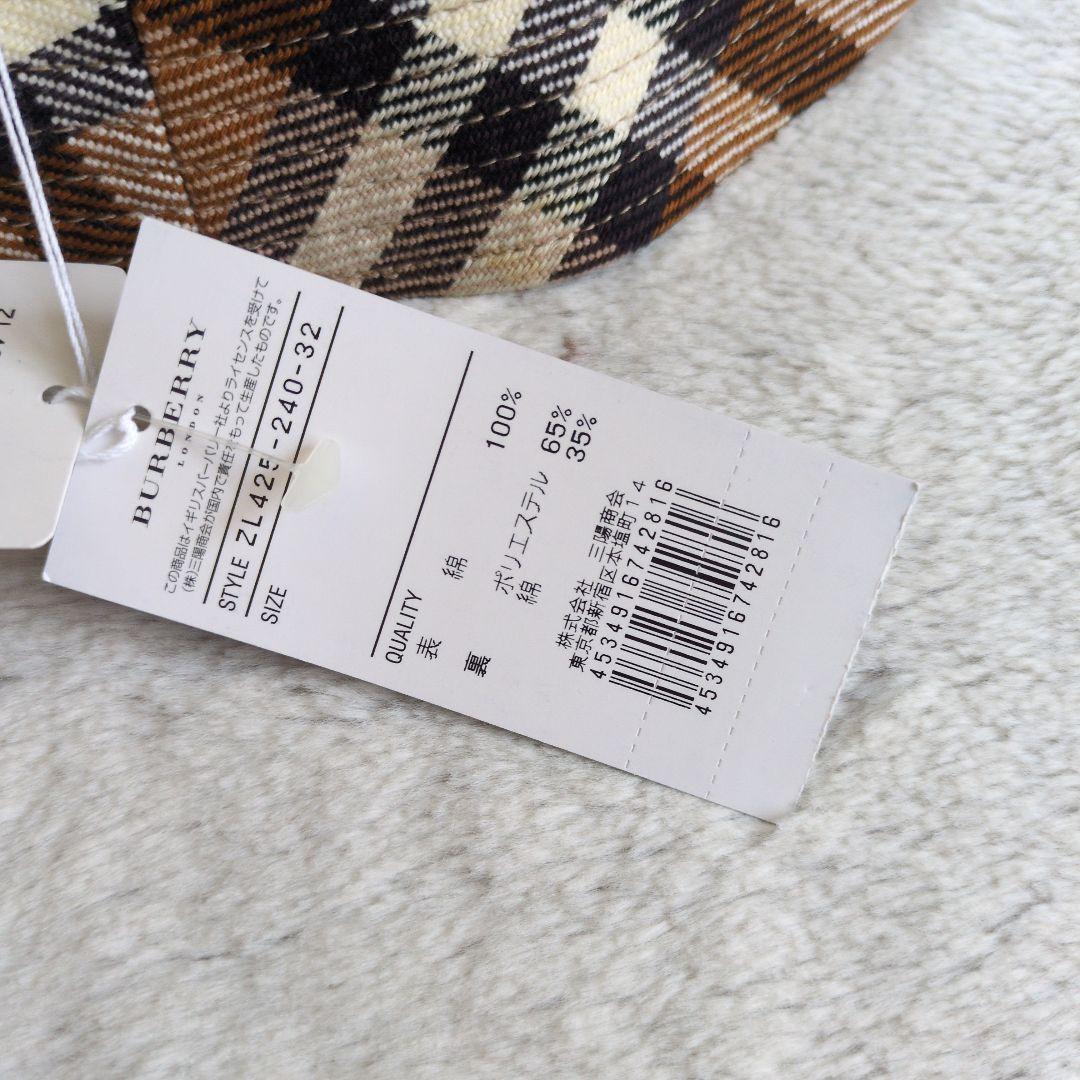 12
BURBERRY
LONDON
この商品はイギリスバーバリー社よりライセンスを受けて
(株)三陽商会が国内で責任をもって生産したものです。
STYLE ZL425-240-32
SIZE
QUALITY
表 綿 100%
裏 ポリエステル 65%
綿 35%
株式会社 三陽商会
東京都新宿区本塩町14
4534916742816
4534916742816